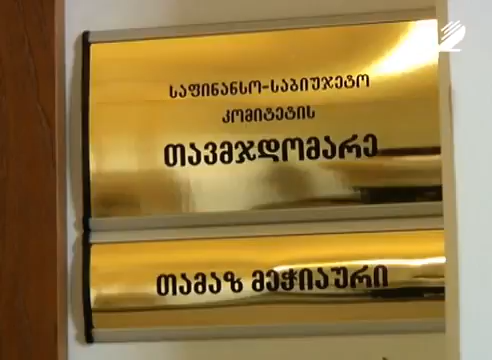 საფინანსო-საბიუჯეტო
კომიტეტის
თავმჯდომარე
თამაზ მეჭიაური